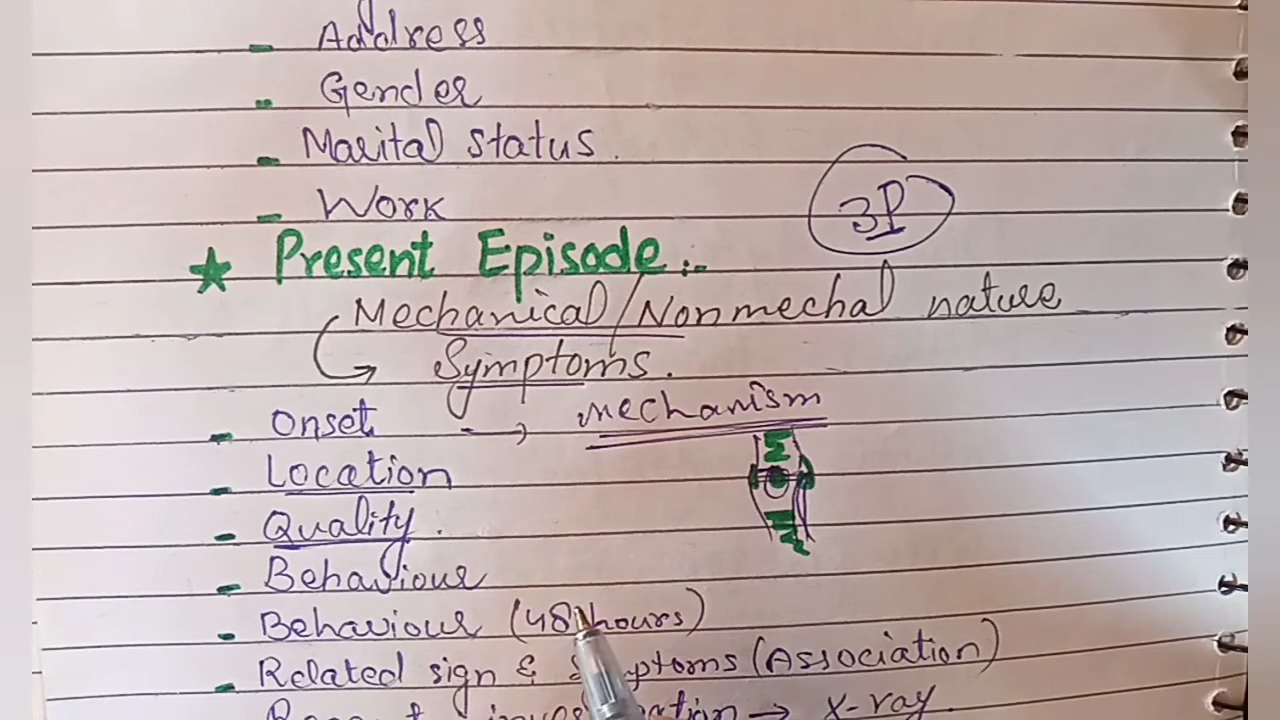 - Address
- Gender
- Marital status.
- Work
3P
★ Present Episode:-
Mechanical/Nonmechal nature
Symptoms.
- Onset → mechanism
- Location
- Quality.
- Behaviour
- Behaviour (48 hours)
- Related sign & (Association)
→ X-ray.